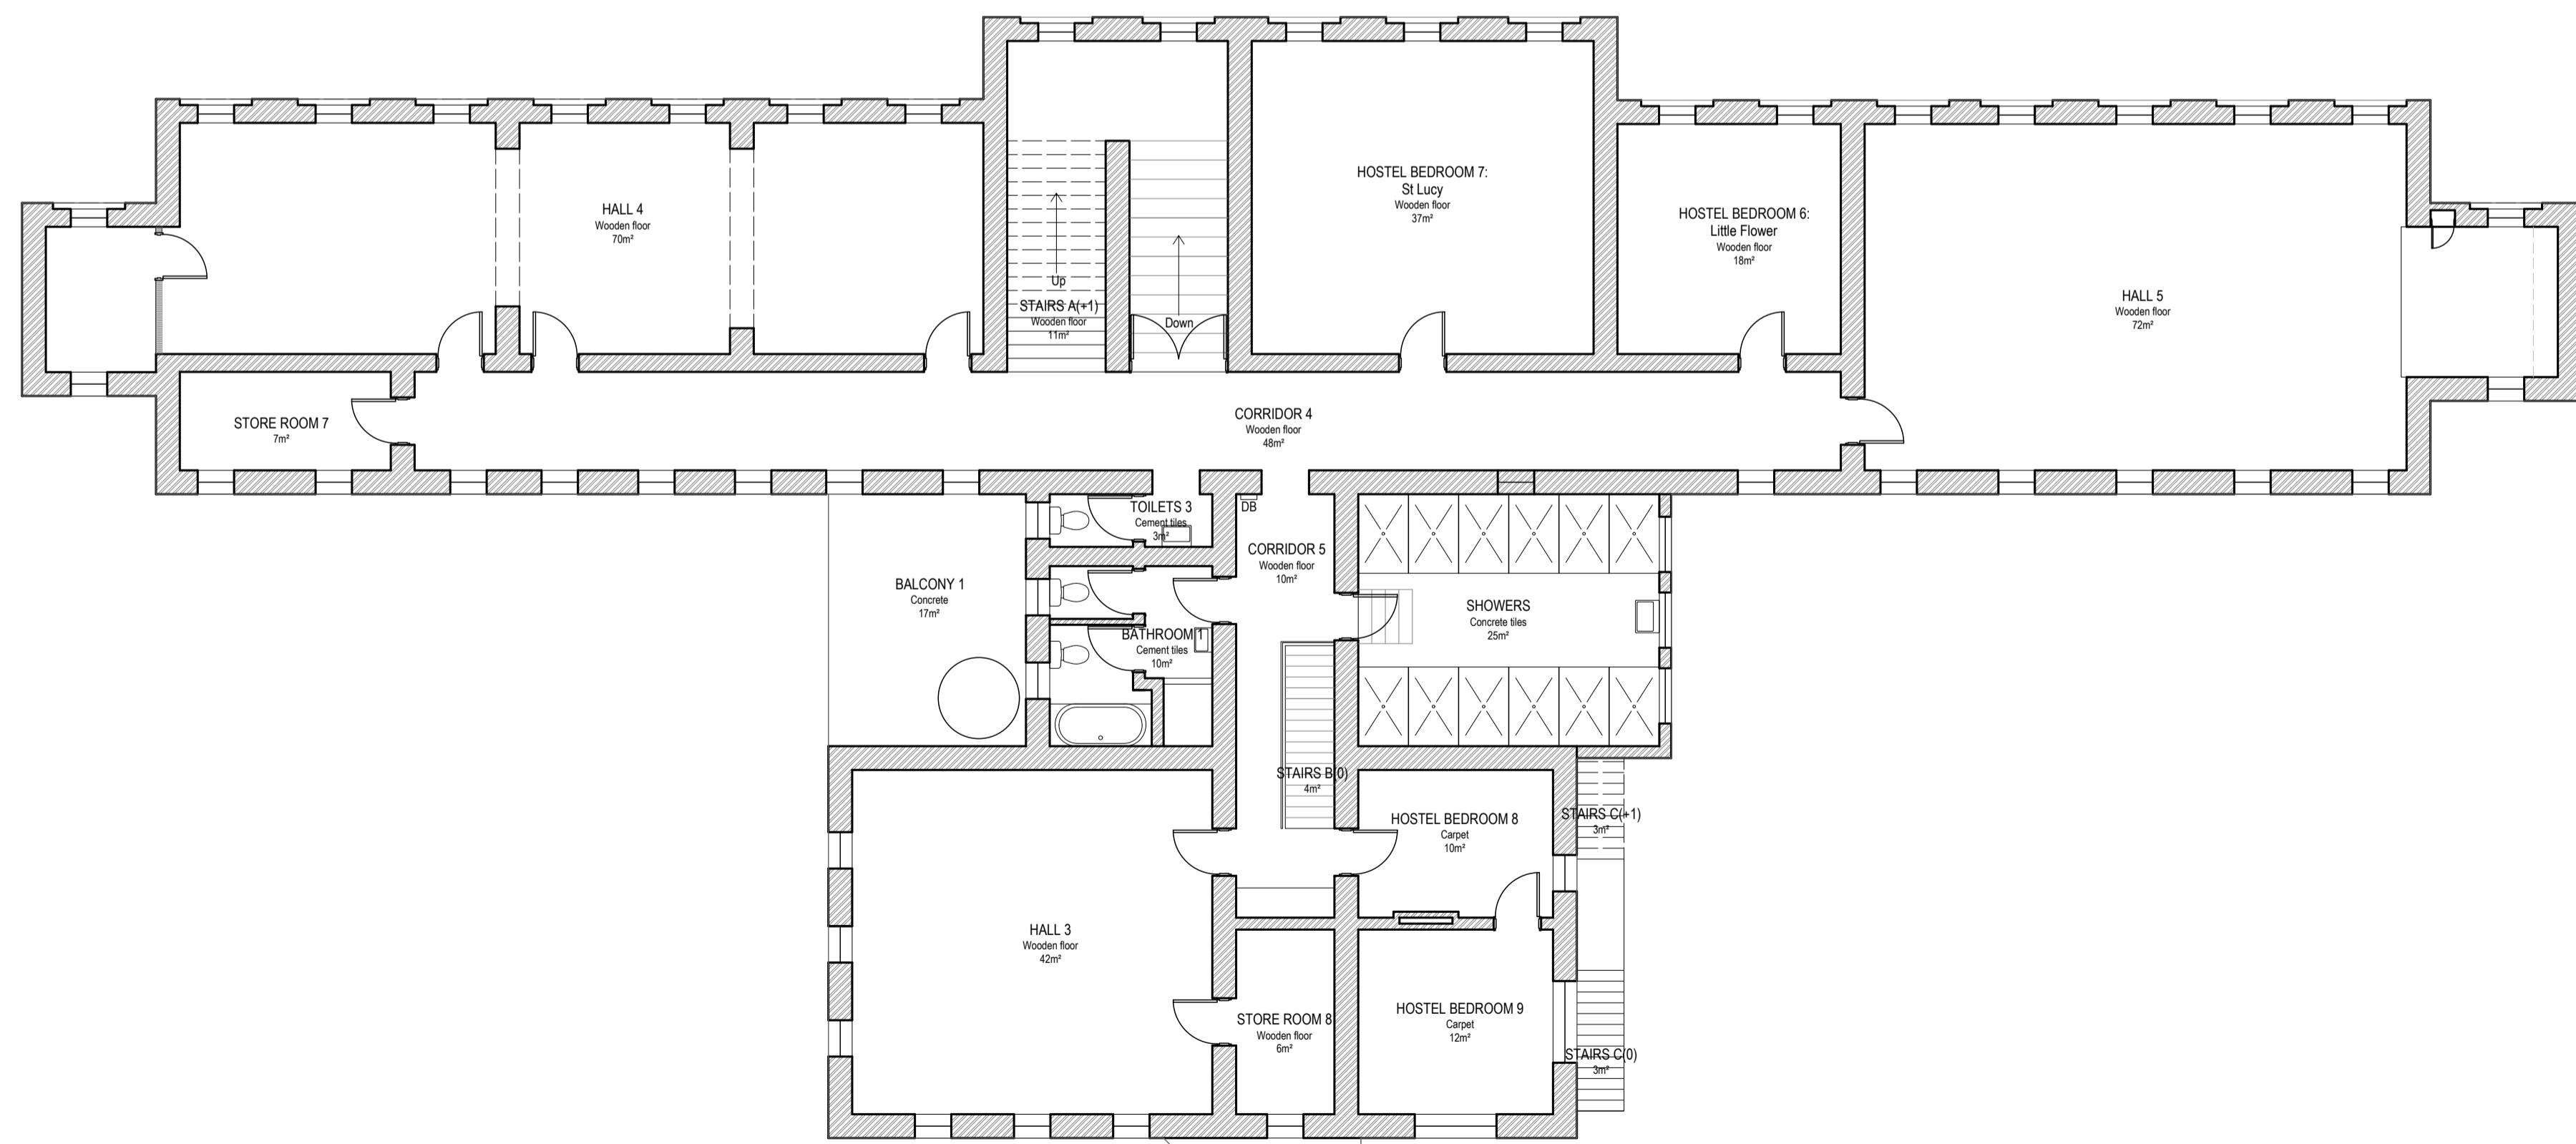 HALL 4
Wooden floor
70m²
Up
STAIRS A(+1)
Wooden floor
11m²
Down
HOSTEL BEDROOM 7:
St Lucy
Wooden floor
37m²
HOSTEL BEDROOM 6:
Little Flower
Wooden floor
18m²
HALL 5
Wooden floor
72m²
STORE ROOM 7
7m²
CORRIDOR 4
Wooden floor
48m²
TOILETS 3
Cement tiles
3m²
DB
CORRIDOR 5
Wooden floor
10m²
BALCONY 1
Concrete
17m²
BATHROOM 1
Cement tiles
10m²
SHOWERS
Concrete tiles
25m²
STAIRS B(0)
4m²
HOSTEL BEDROOM 8
Carpet
10m²
STAIRS C(+1)
3m²
HALL 3
Wooden floor
42m²
STORE ROOM 8
Wooden floor
6m²
HOSTEL BEDROOM 9
Carpet
12m²
STAIRS C(0)
3m²